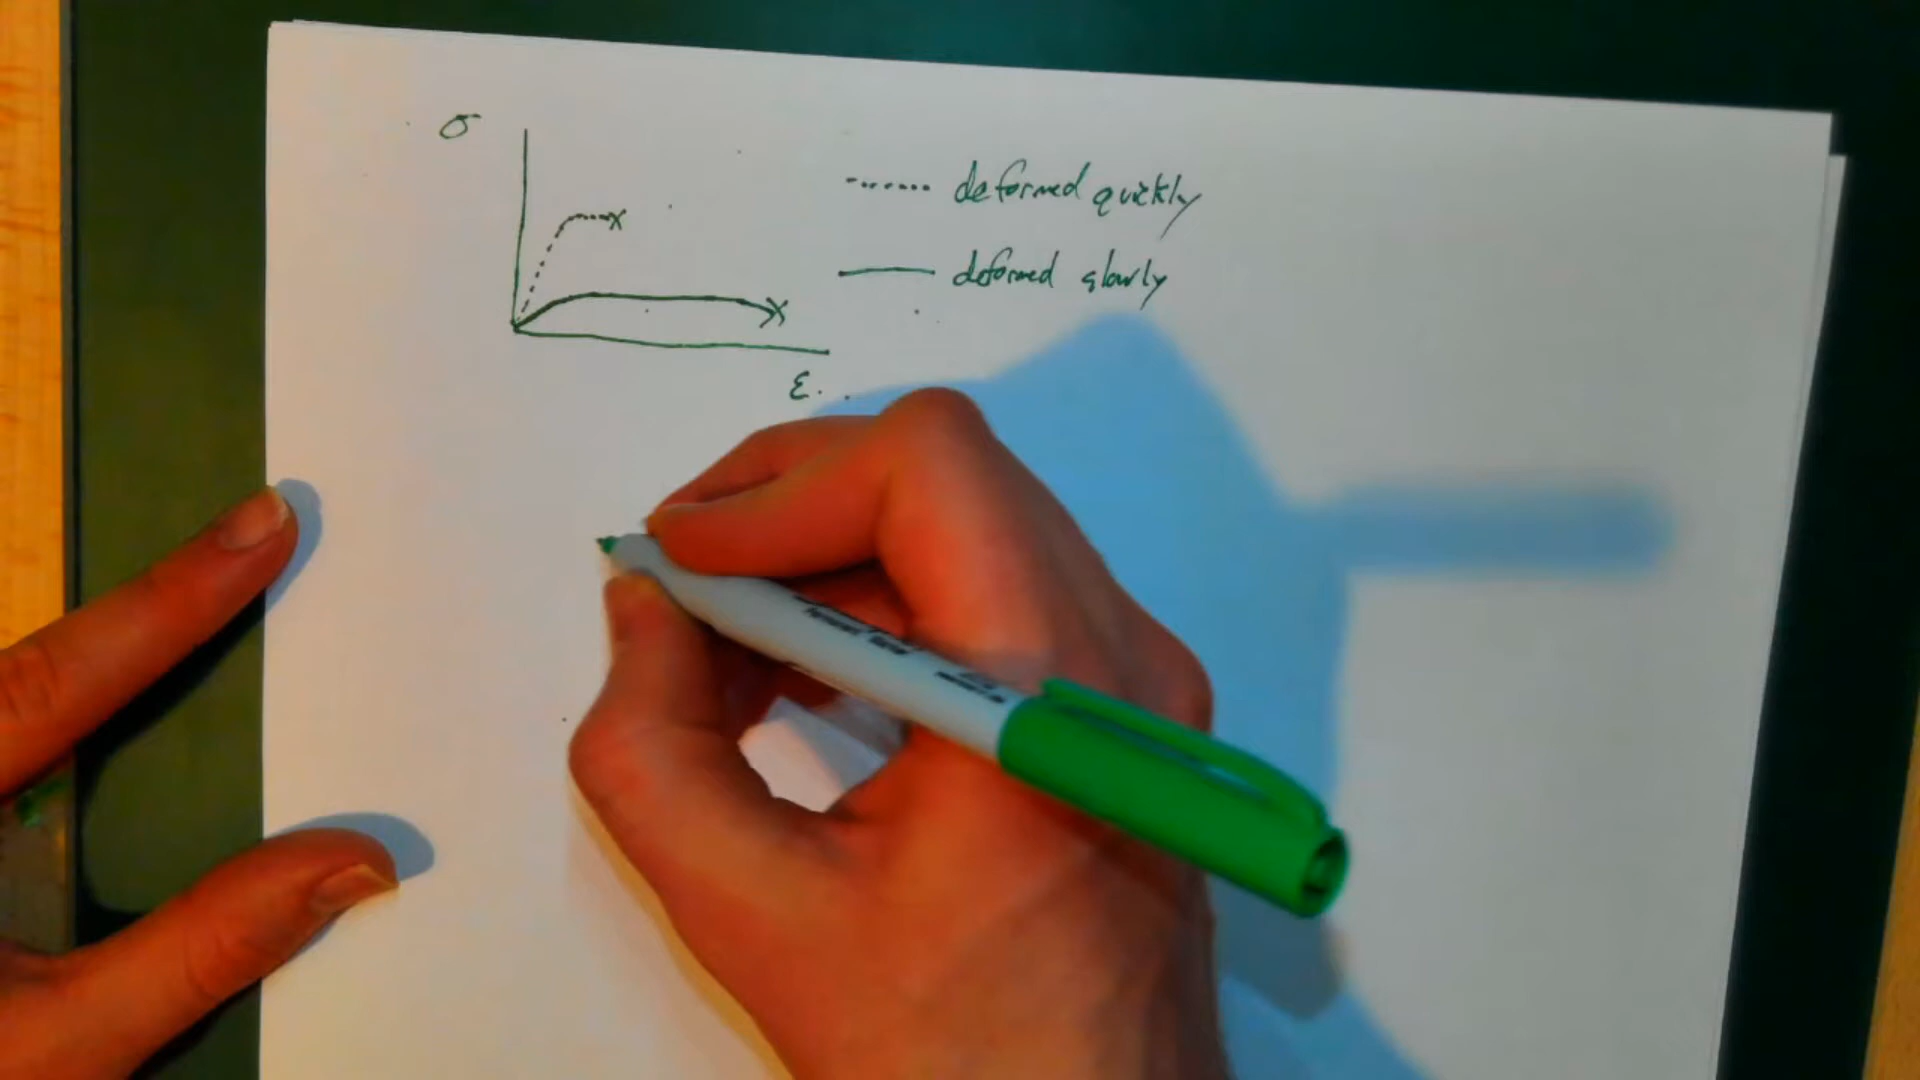 σ
deformed quickly
x
deformed slowly
x
ε